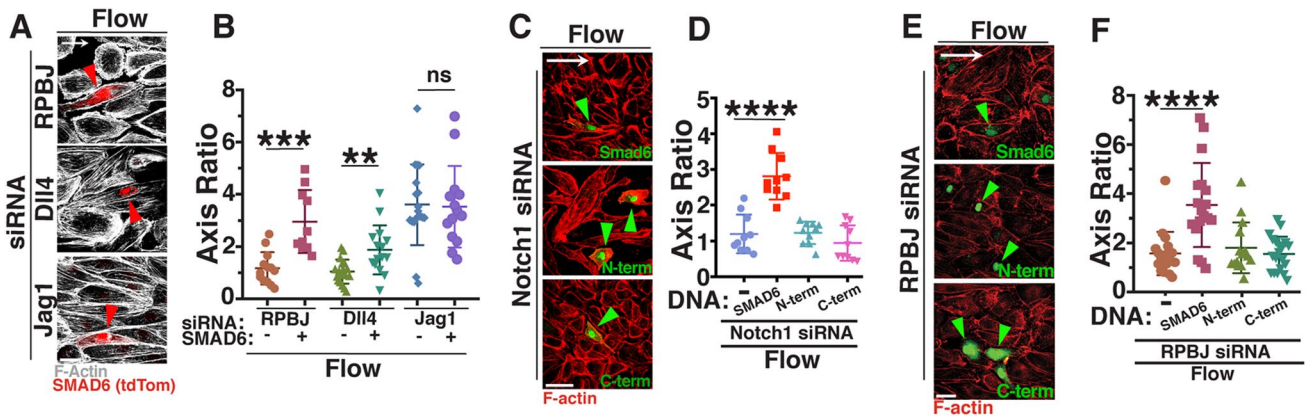 A
Flow
siRNA
RPBJ
Dll4
Jag1
F-Actin
SMAD6 (tdTom)
B
Axis Ratio
8
6
4
2
0
***
**
ns
siRNA: RPBJ Dll4 Jag1
SMAD6: - + - + - +
Flow
C
Flow
Notch1 siRNA
Smad6
N-term
C-term
F-actin
D
Axis Ratio
5
4
3
2
1
0
****
DNA: - SMAD6 N-term C-term
Notch1 siRNA
Flow
E
Flow
RPBJ siRNA
Smad6
N-term
C-term
F-actin
F
Axis Ratio
8
6
4
2
0
****
DNA: - SMAD6 N-term C-term
RPBJ siRNA
Flow